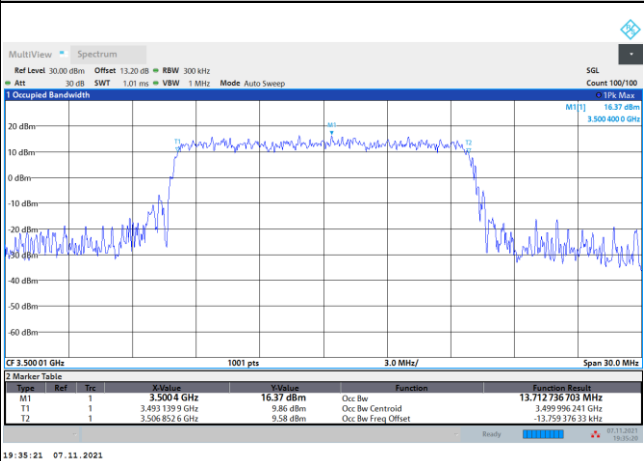 MultiView Spectrum
Ref Level 30.00 dBm Offset 13.20 dB RBW 300 kHz SGL
Att 30 dB SWT 1.01 ms VBW 1 MHz Mode Auto Sweep Count 100/100
1 Occupied Bandwidth 1Pk Max
M1[1] 16.37 dBm
3.500 400 0 GHz
20 dBm
M1
T1 T2
10 dBm
0 dBm
-10 dBm
-20 dBm
-30 dBm
-40 dBm
-50 dBm
-60 dBm
CF 3.500 01 GHz 1001 pts 3.0 MHz/ Span 30.0 MHz
2 Marker Table
Type Ref Trc X-Value Y-Value Function Function Result
M1 1 3.500 4 GHz 16.37 dBm Occ Bw 13.712 736 703 MHz
T1 1 3.493 139 9 GHz 9.86 dBm Occ Bw Centroid 3.499 996 241 GHz
T2 1 3.506 852 6 GHz 9.58 dBm Occ Bw Freq Offset -13.759 376 33 kHz
Ready 07.11.2021
19:35:20
19:35:21 07.11.2021